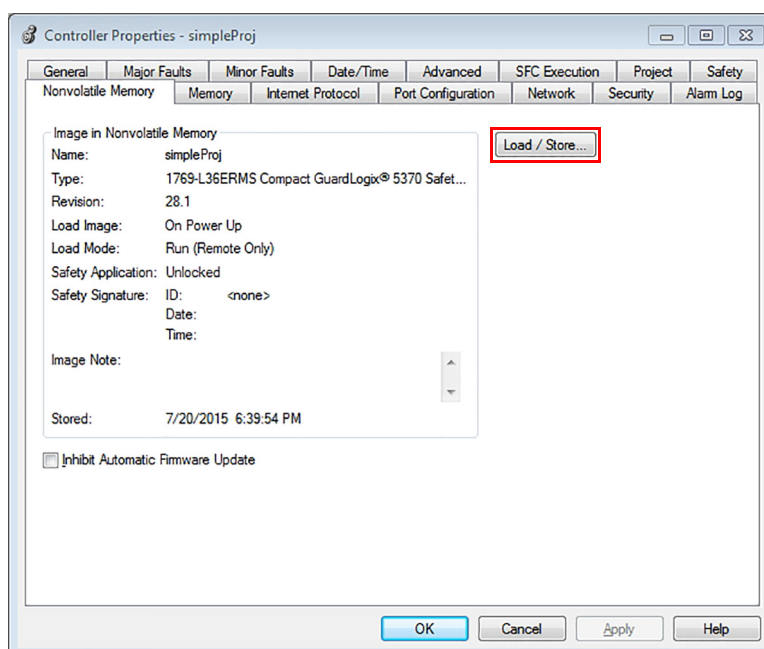 Controller Properties - simpleProj
General Major Faults Minor Faults Date/Time Advanced SFC Execution Project Safety
Nonvolatile Memory Memory Internet Protocol Port Configuration Network Security Alarm Log
Image in Nonvolatile Memory
Load / Store...
Name: simpleProj
Type: 1769-L36ERMS Compact GuardLogix® 5370 Safet...
Revision: 28.1
Load Image: On Power Up
Load Mode: Run (Remote Only)
Safety Application: Unlocked
Safety Signature: ID: <none>
Date:
Time:
Image Note:
Stored: 7/20/2015 6:39:54 PM
Inhibit Automatic Firmware Update
OK Cancel Apply Help